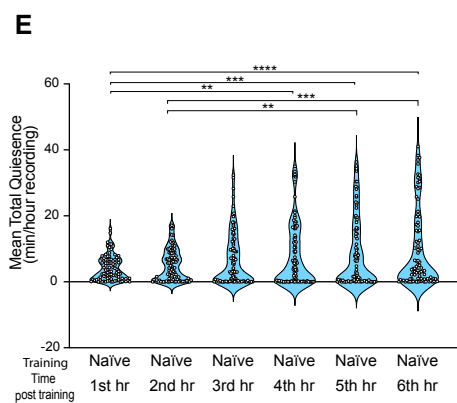 E
****
***
**
***
**
Mean Total Quiesence
(min/hour recording)
60
40
20
0
-20
Training Naïve Naïve Naïve Naïve Naïve Naïve
Time
post training 1st hr 2nd hr 3rd hr 4th hr 5th hr 6th hr